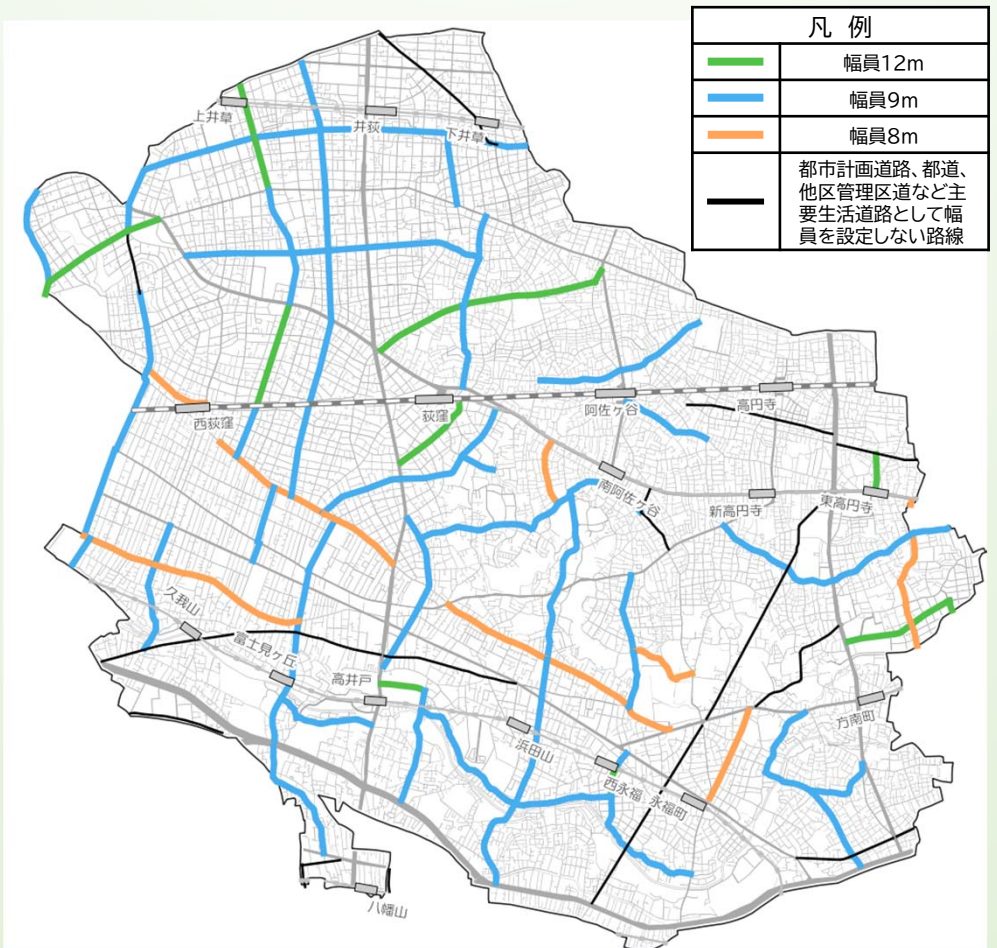 凡 例
幅員12m
幅員9m
幅員8m
都市計画道路、都道、
他区管理区道など主
要生活道路として幅
員を設定しない路線
上井草
井荻
下井草
西荻窪
荻窪
阿佐ヶ谷
高円寺
南阿佐ヶ谷
新高円寺
東高円寺
久我山
富士見ヶ丘
高井戸
浜田山
西永福
永福町
方南町
八幡山